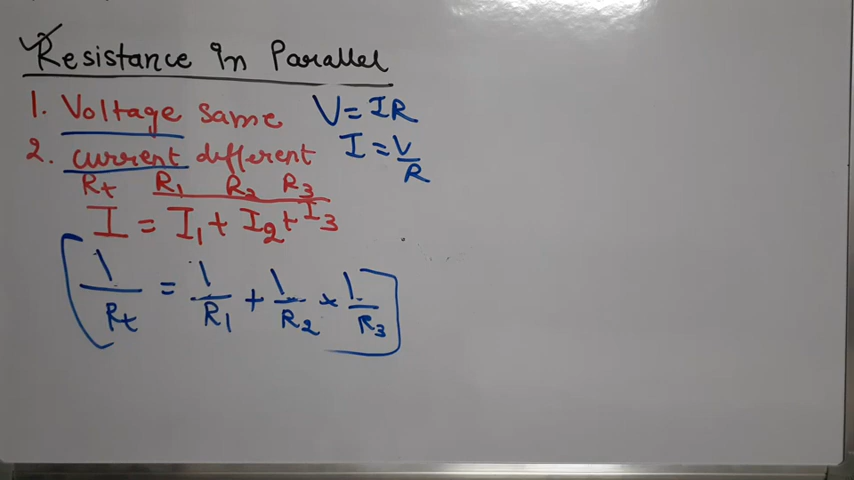 Resistance in Parallel
1. Voltage same V = IR
2. current different I = V/R
Rt R1 R2 R3
I = I1 + I2 + I3
1/Rt = 1/R1 + 1/R2 + 1/R3